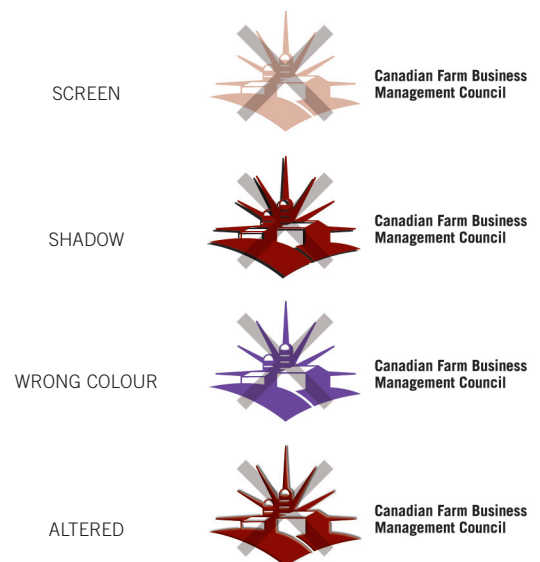 SCREEN
Canadian Farm Business
Management Council
SHADOW
Canadian Farm Business
Management Council
WRONG COLOUR
Canadian Farm Business
Management Council
ALTERED
Canadian Farm Business
Management Council